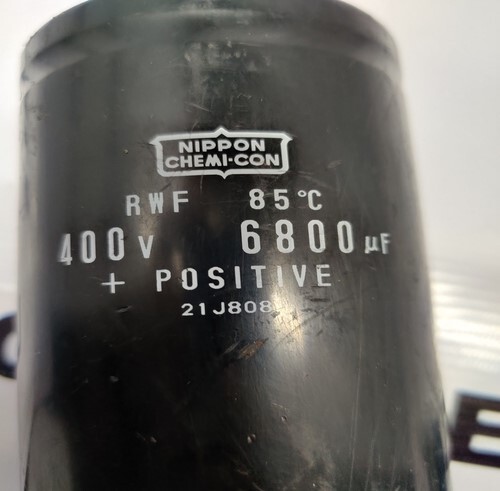 NIPPON
CHEMI-CON
RWF 85°C
400V 6800µF
+ POSITIVE
21J808